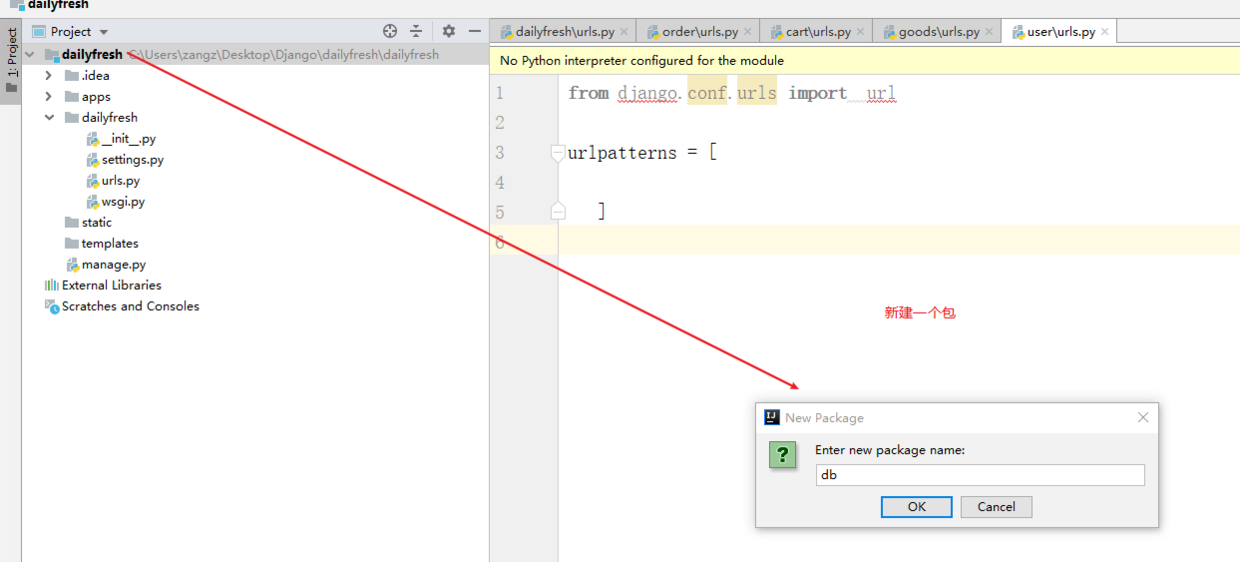 dailyfresh
1: Project
Project
dailyfresh C:\Users\zangz\Desktop\Django\dailyfresh\dailyfresh
.idea
apps
dailyfresh
__init__.py
settings.py
urls.py
wsgi.py
static
templates
manage.py
External Libraries
Scratches and Consoles
dailyfresh\urls.py order\urls.py cart\urls.py goods\urls.py user\urls.py
No Python interpreter configured for the module
1 from django.conf.urls import url
2
3 urlpatterns = [
4
5 ]
6
新建一个包
New Package
Enter new package name:
db
OK Cancel